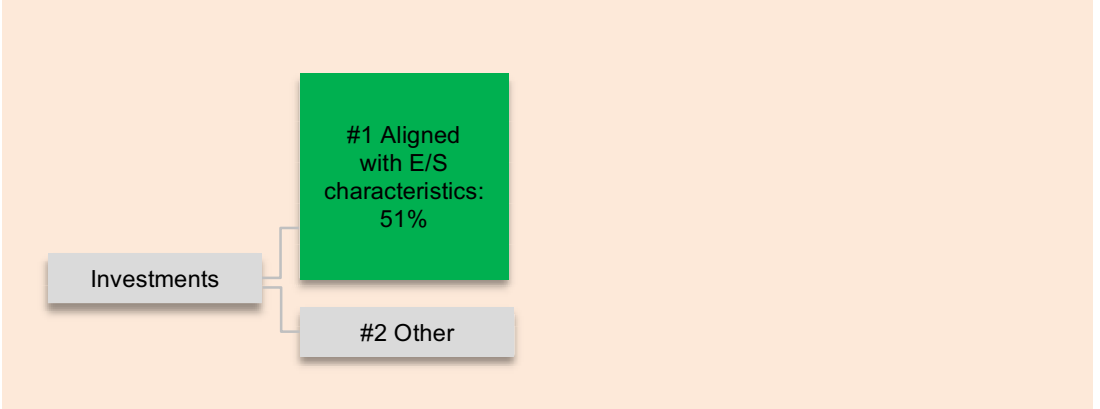 #1 Aligned
with E/S
characteristics:
51%
Investments
#2 Other